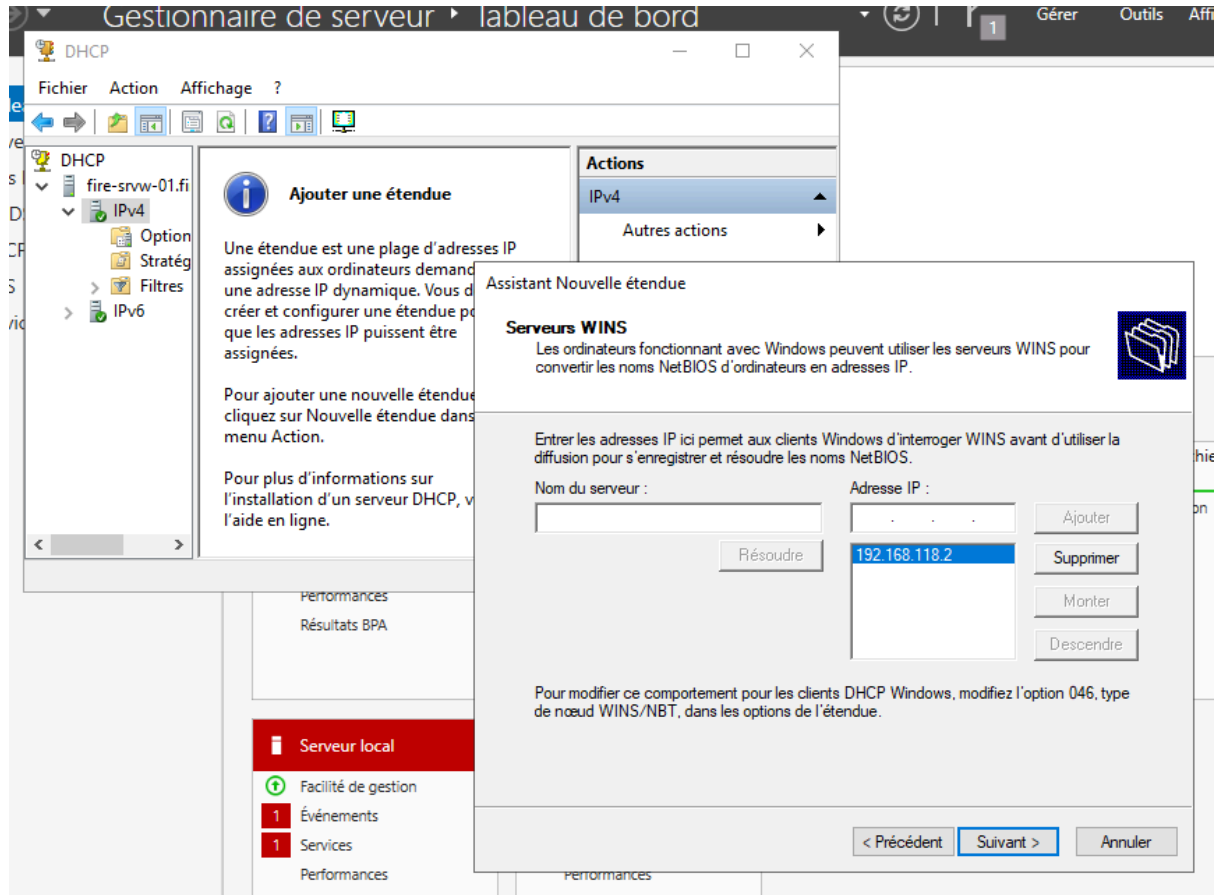 Gestionnaire de serveur
Tableau de bord
1
Gérer
Outils
Affi
DHCP
Fichier
Action
Affichage
?
DHCP
fire-srvw-01.fi
IPv4
Option
Stratég
Filtres
IPv6
Ajouter une étendue
Une étendue est une plage d'adresses IP
assignées aux ordinateurs demand
une adresse IP dynamique. Vous d
créer et configurer une étendue po
que les adresses IP puissent être
assignées.
Pour ajouter une nouvelle étendue
cliquez sur Nouvelle étendue dans
menu Action.
Pour plus d'informations sur
l'installation d'un serveur DHCP, v
l'aide en ligne.
Actions
IPv4
Autres actions
Assistant Nouvelle étendue
Serveurs WINS
Les ordinateurs fonctionnant avec Windows peuvent utiliser les serveurs WINS pour
convertir les noms NetBIOS d'ordinateurs en adresses IP.
Entrer les adresses IP ici permet aux clients Windows d'interroger WINS avant d'utiliser la
diffusion pour s'enregistrer et résoudre les noms NetBIOS.
Nom du serveur :
Adresse IP :
. . .
Ajouter
Résoudre
192.168.118.2
Supprimer
Monter
Descendre
Pour modifier ce comportement pour les clients DHCP Windows, modifiez l'option 046, type
de nœud WINS/NBT, dans les options de l'étendue.
< Précédent
Suivant >
Annuler
Performances
Résultats BPA
Serveur local
Facilité de gestion
1 Événements
1 Services
Performances
Performances